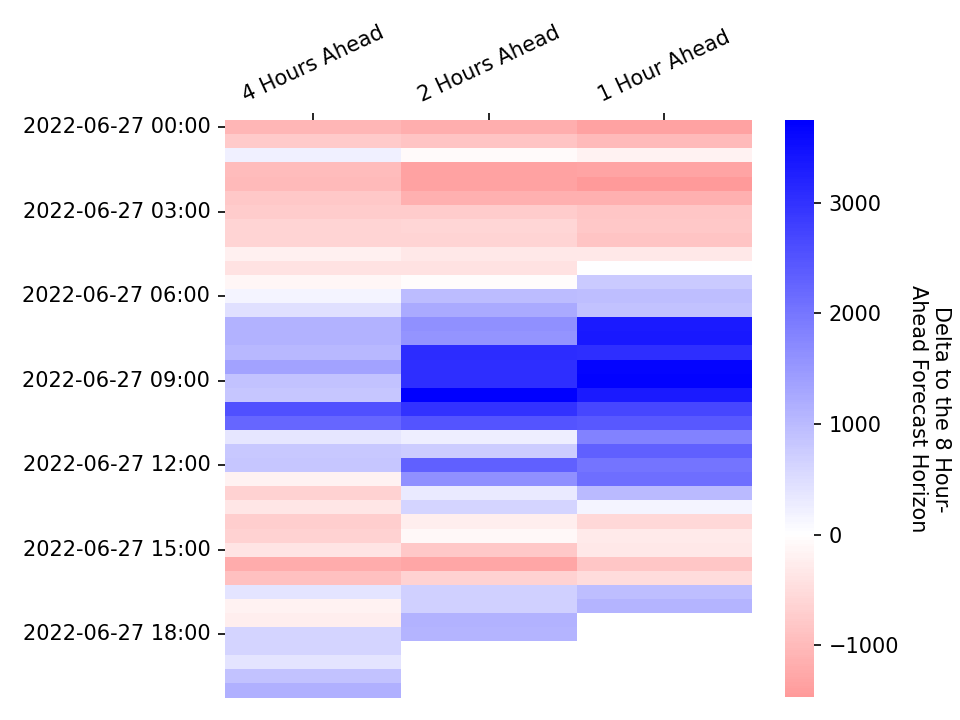 4 Hours Ahead
2 Hours Ahead
1 Hour Ahead
2022-06-27 00:00
2022-06-27 03:00
2022-06-27 06:00
2022-06-27 09:00
2022-06-27 12:00
2022-06-27 15:00
2022-06-27 18:00
3000
2000
1000
0
−1000
Delta to the 8 Hour-
Ahead Forecast Horizon